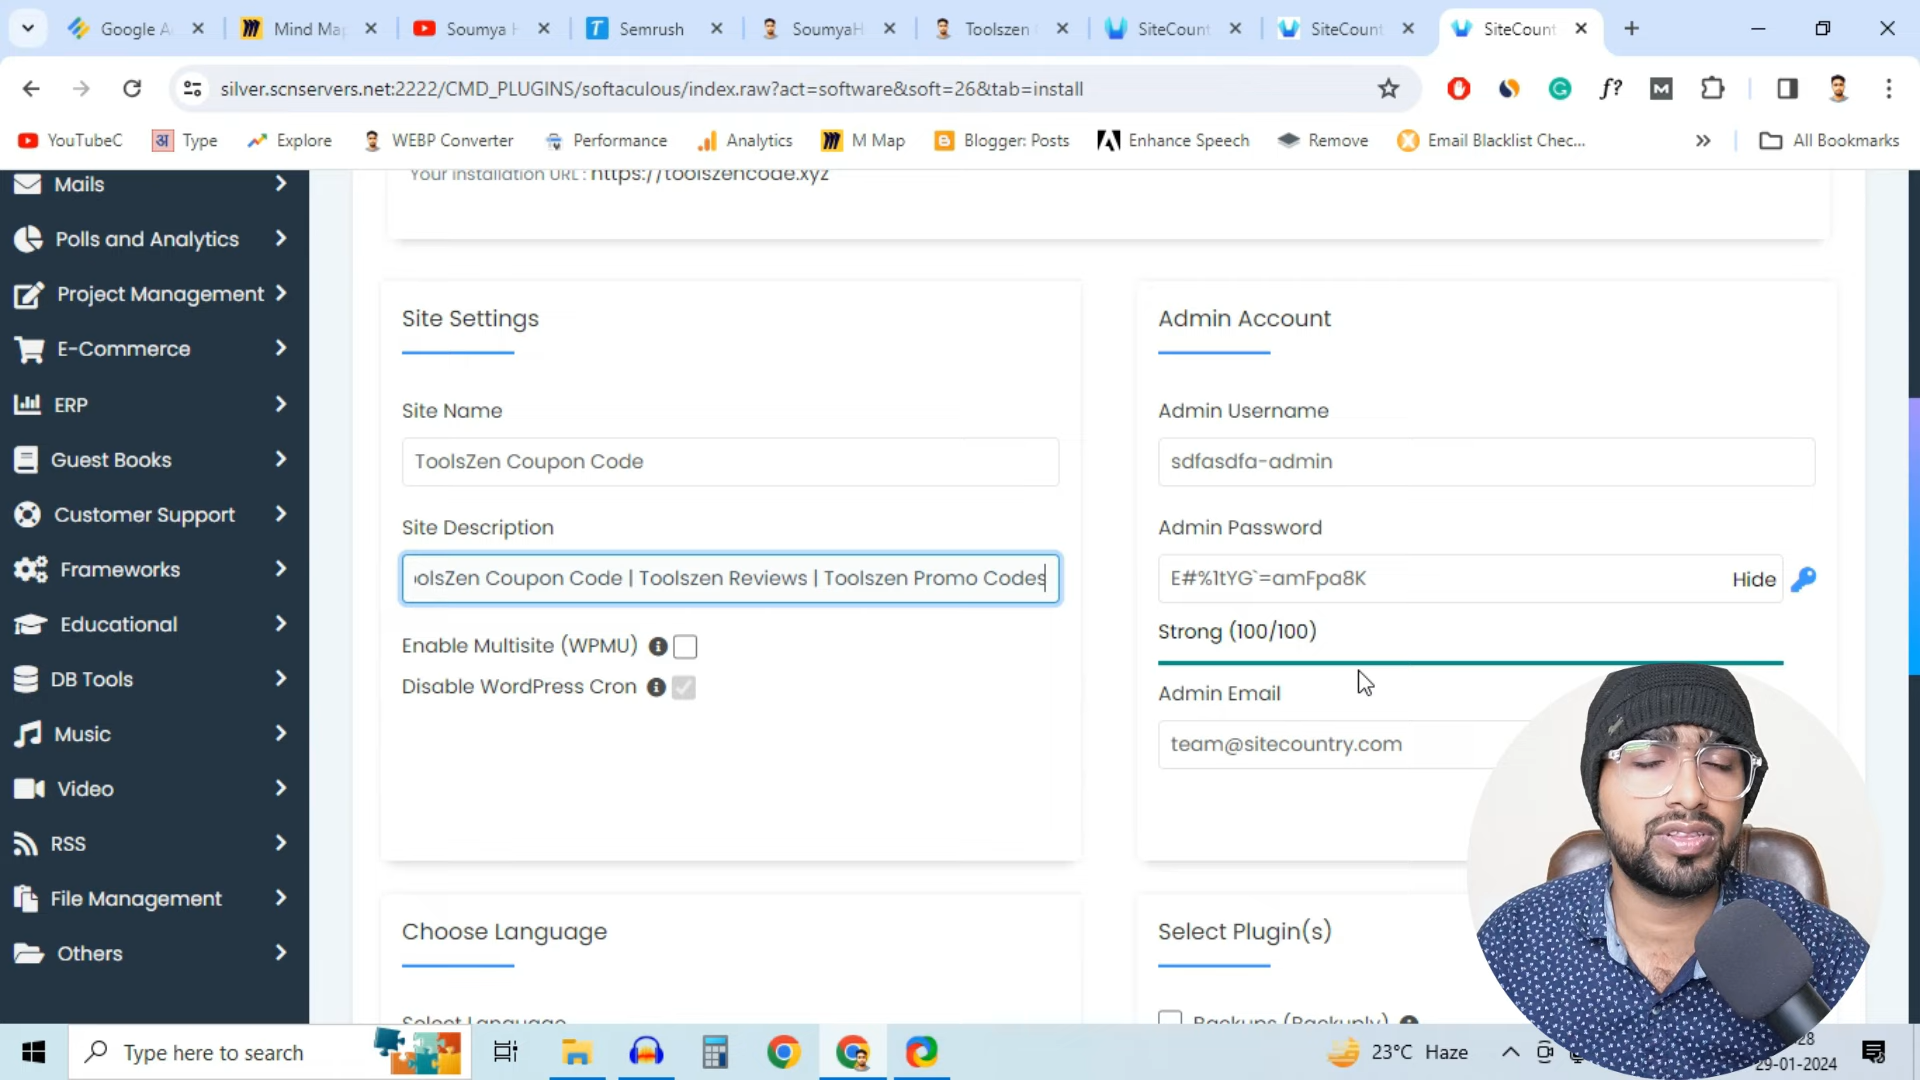 Google A
Mind Ma
Soumya H
Semrush
SoumyaH
Toolszen
SiteCount
SiteCount
SiteCount
silver.scnservers.net:2222/CMD_PLUGINS/softaculous/index.raw?act=software&soft=26&tab=install
YouTubeC
Type
Explore
WEBP Converter
Performance
Analytics
M Map
Blogger: Posts
Enhance Speech
Remove
Email Blacklist Chec...
All Bookmarks
Mails
Polls and Analytics
Project Management
E-Commerce
ERP
Guest Books
Customer Support
Frameworks
Educational
DB Tools
Music
Video
RSS
File Management
Others
Your Installation URL : https://toolszencode.xyz
Site Settings
Site Name
ToolsZen Coupon Code
Site Description
oolsZen Coupon Code | Toolszen Reviews | Toolszen Promo Codes
Enable Multisite (WPMU)
Disable WordPress Cron
Admin Account
Admin Username
sdfasdfa-admin
Admin Password
E#%1tYG`=amFpa8K
Hide
Strong (100/100)
Admin Email
team@sitecountry.com
Choose Language
Select Language
Select Plugin(s)
Backups (Backuply)
Type here to search
23°C Haze
29-01-2024